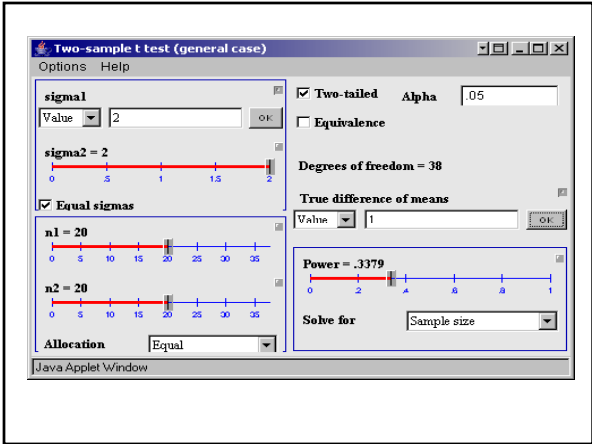 Two-sample t test (general case)
Options Help
sigma1
Value 2 OK
sigma2 = 2
0 .5 1 1.5 2
Equal sigmas
n1 = 20
0 5 10 15 20 25 30 35
n2 = 20
0 5 10 15 20 25 30 35
Allocation Equal
Two-tailed Alpha .05
Equivalence
Degrees of freedom = 38
True difference of means
Value 1 OK
Power = .3379
0 .2 .4 .6 .8 1
Solve for Sample size
Java Applet Window